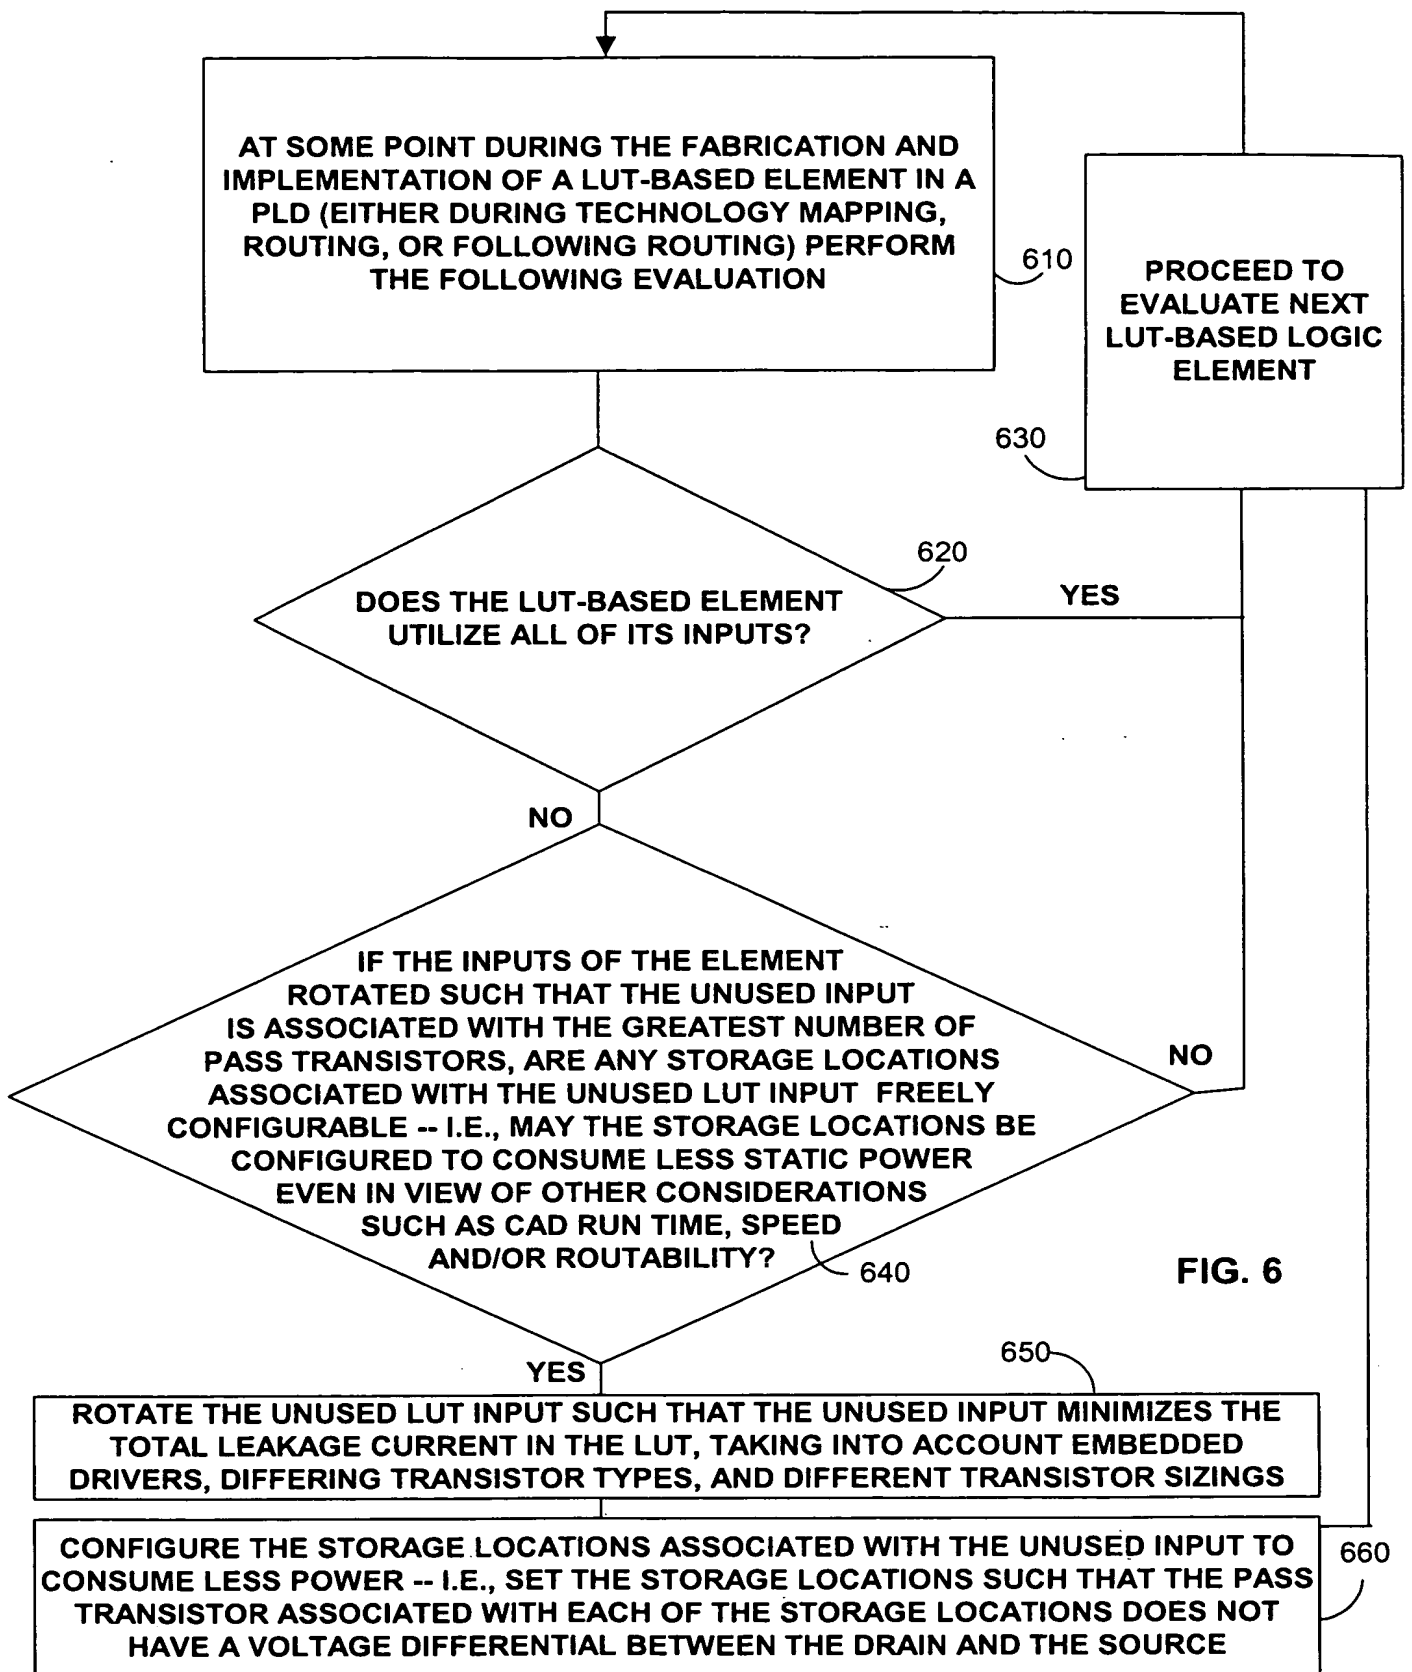 AT SOME POINT DURING THE FABRICATION AND
IMPLEMENTATION OF A LUT-BASED ELEMENT IN A
PLD (EITHER DURING TECHNOLOGY MAPPING,
ROUTING, OR FOLLOWING ROUTING) PERFORM
THE FOLLOWING EVALUATION
610
PROCEED TO
EVALUATE NEXT
LUT-BASED LOGIC
ELEMENT
630
620
DOES THE LUT-BASED ELEMENT
UTILIZE ALL OF ITS INPUTS?
YES
NO
IF THE INPUTS OF THE ELEMENT
ROTATED SUCH THAT THE UNUSED INPUT
IS ASSOCIATED WITH THE GREATEST NUMBER OF
PASS TRANSISTORS, ARE ANY STORAGE LOCATIONS
ASSOCIATED WITH THE UNUSED LUT INPUT FREELY
CONFIGURABLE -- I.E., MAY THE STORAGE LOCATIONS BE
CONFIGURED TO CONSUME LESS STATIC POWER
EVEN IN VIEW OF OTHER CONSIDERATIONS
SUCH AS CAD RUN TIME, SPEED
AND/OR ROUTABILITY?
NO
640
FIG. 6
YES
650
ROTATE THE UNUSED LUT INPUT SUCH THAT THE UNUSED INPUT MINIMIZES THE
TOTAL LEAKAGE CURRENT IN THE LUT, TAKING INTO ACCOUNT EMBEDDED
DRIVERS, DIFFERING TRANSISTOR TYPES, AND DIFFERENT TRANSISTOR SIZINGS
CONFIGURE THE STORAGE LOCATIONS ASSOCIATED WITH THE UNUSED INPUT TO
CONSUME LESS POWER -- I.E., SET THE STORAGE LOCATIONS SUCH THAT THE PASS
TRANSISTOR ASSOCIATED WITH EACH OF THE STORAGE LOCATIONS DOES NOT
HAVE A VOLTAGE DIFFERENTIAL BETWEEN THE DRAIN AND THE SOURCE
660